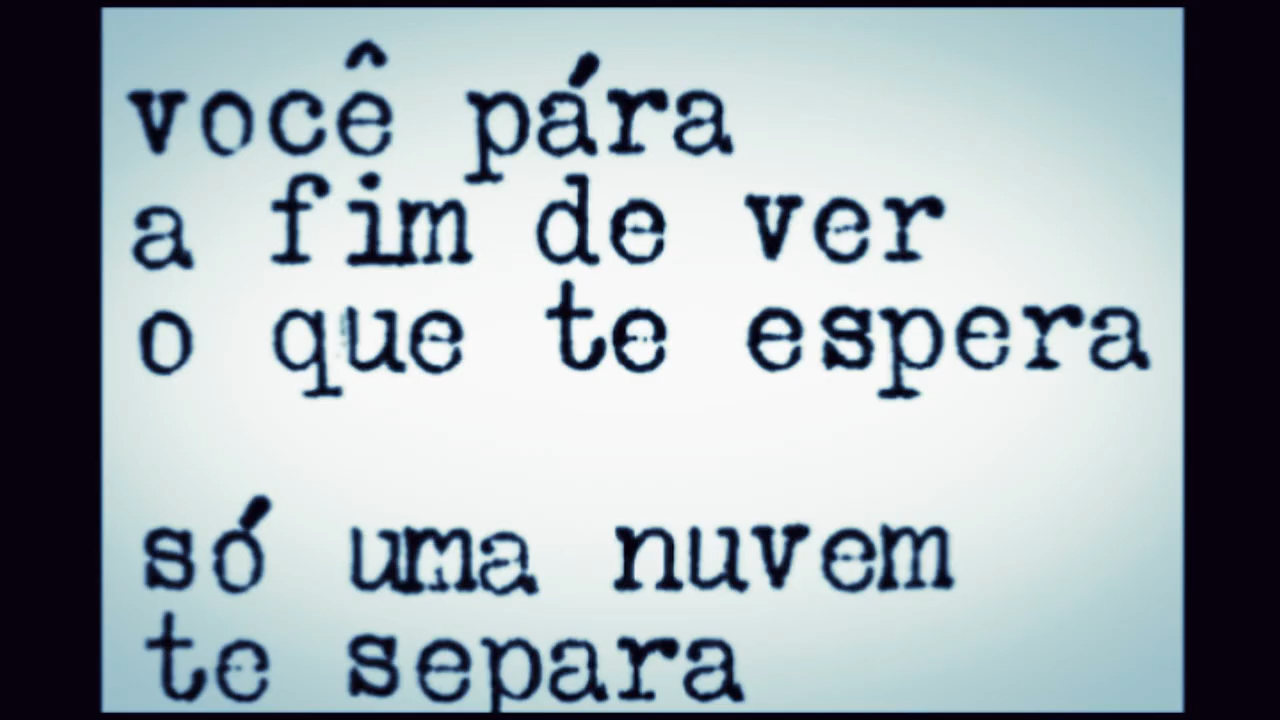 você pára
a fim de ver
o que te espera
só uma nuvem
te separa